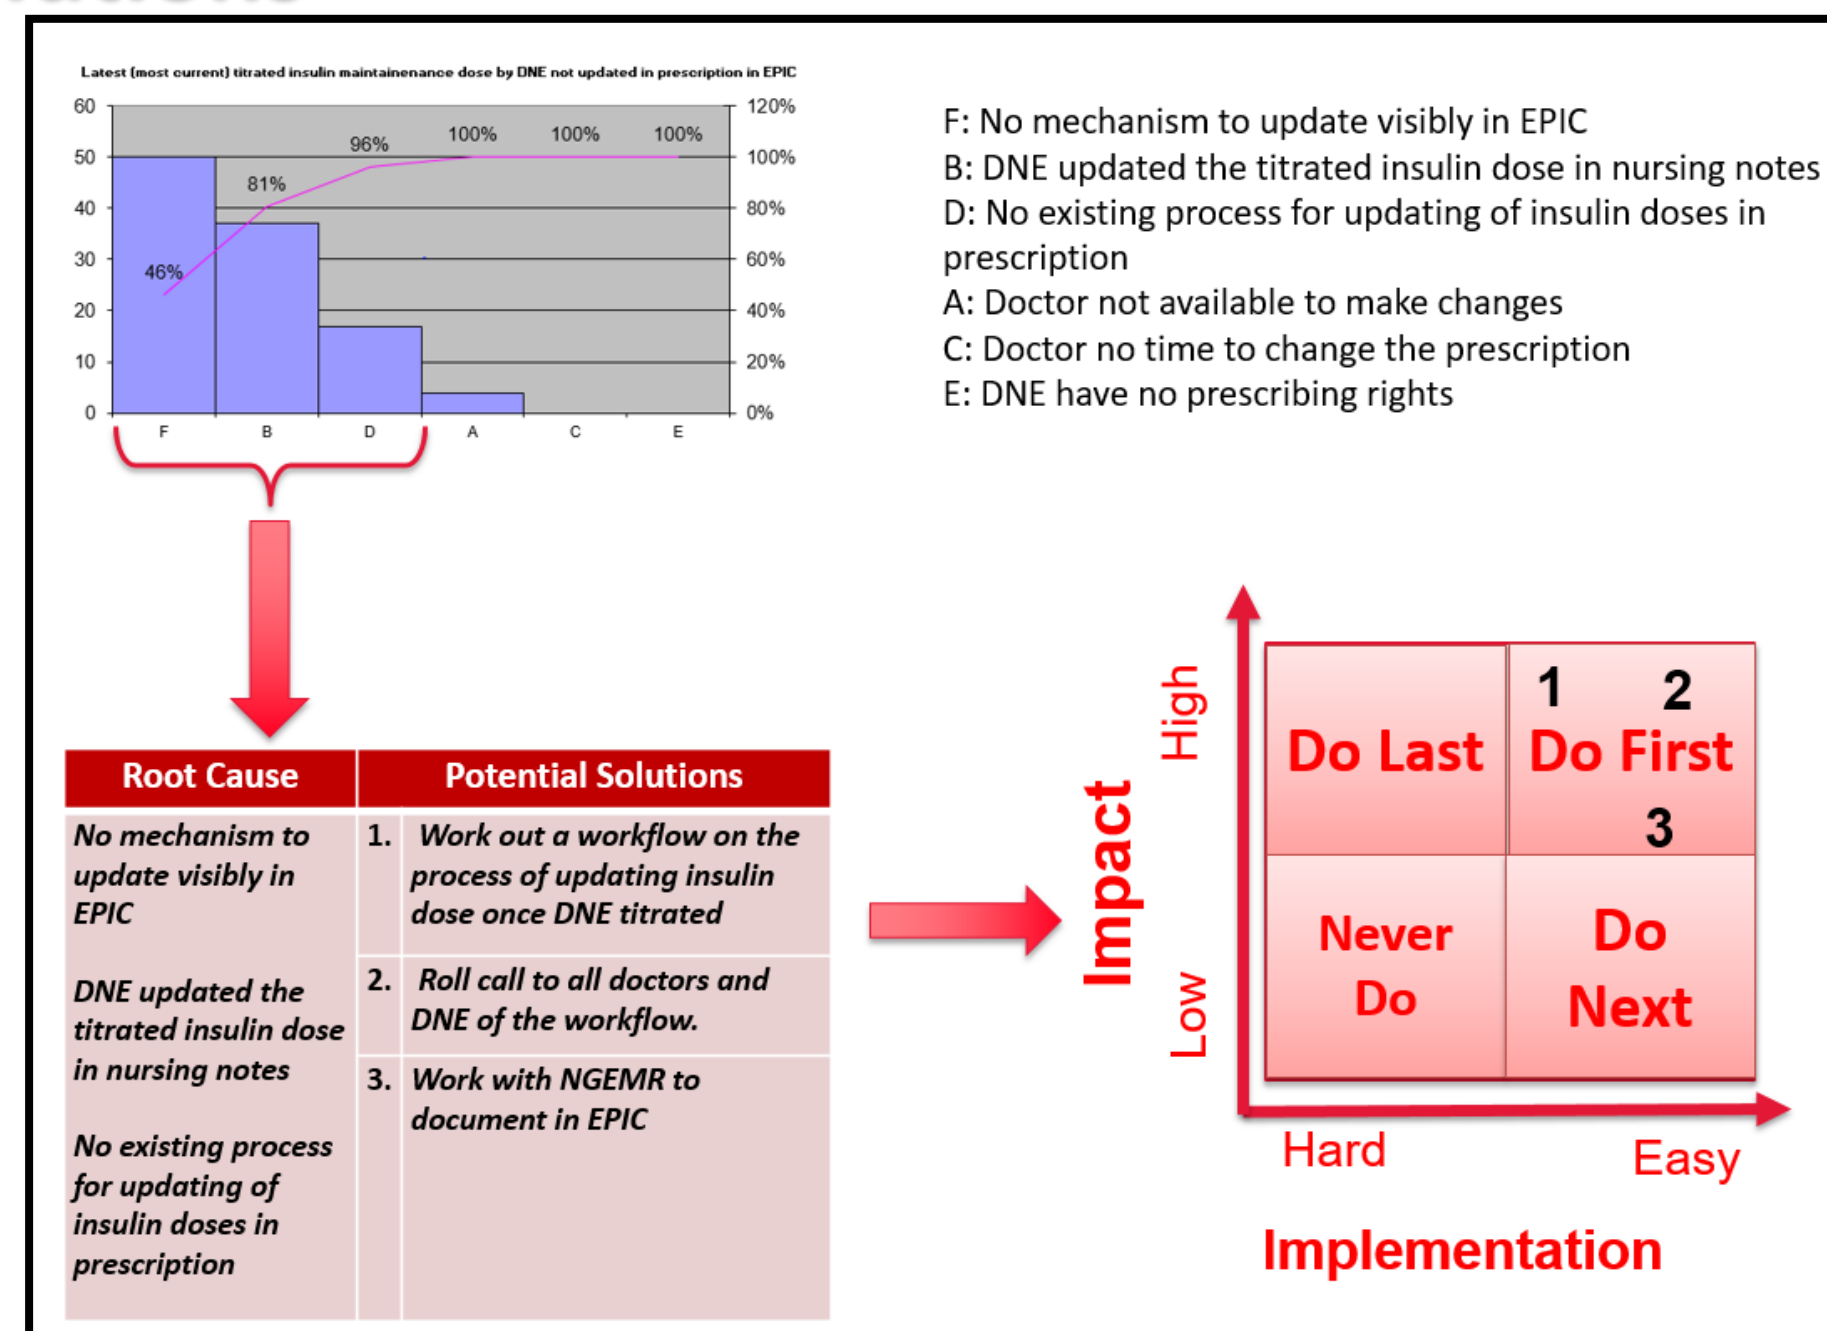 Latest (most current) titrated insulin maintainenance dose by DNE not updated in prescription in EPIC
60
50
40
30
20
10
0
120%
100%
80%
60%
40%
20%
0%
46%
81%
96%
100%
100%
100%
F
B
D
A
C
E
F: No mechanism to update visibly in EPIC
B: DNE updated the titrated insulin dose in nursing notes
D: No existing process for updating of insulin doses in
prescription
A: Doctor not available to make changes
C: Doctor no time to change the prescription
E: DNE have no prescribing rights
Root Cause
Potential Solutions
No mechanism to
update visibly in
EPIC
DNE updated the
titrated insulin dose
in nursing notes
No existing process
for updating of
insulin doses in
prescription
1. Work out a workflow on the
process of updating insulin
dose once DNE titrated
2. Roll call to all doctors and
DNE of the workflow.
3. Work with NGEMR to
document in EPIC
Impact
High
Low
Do Last
1 2
Do First
3
Never
Do
Do
Next
Hard
Easy
Implementation